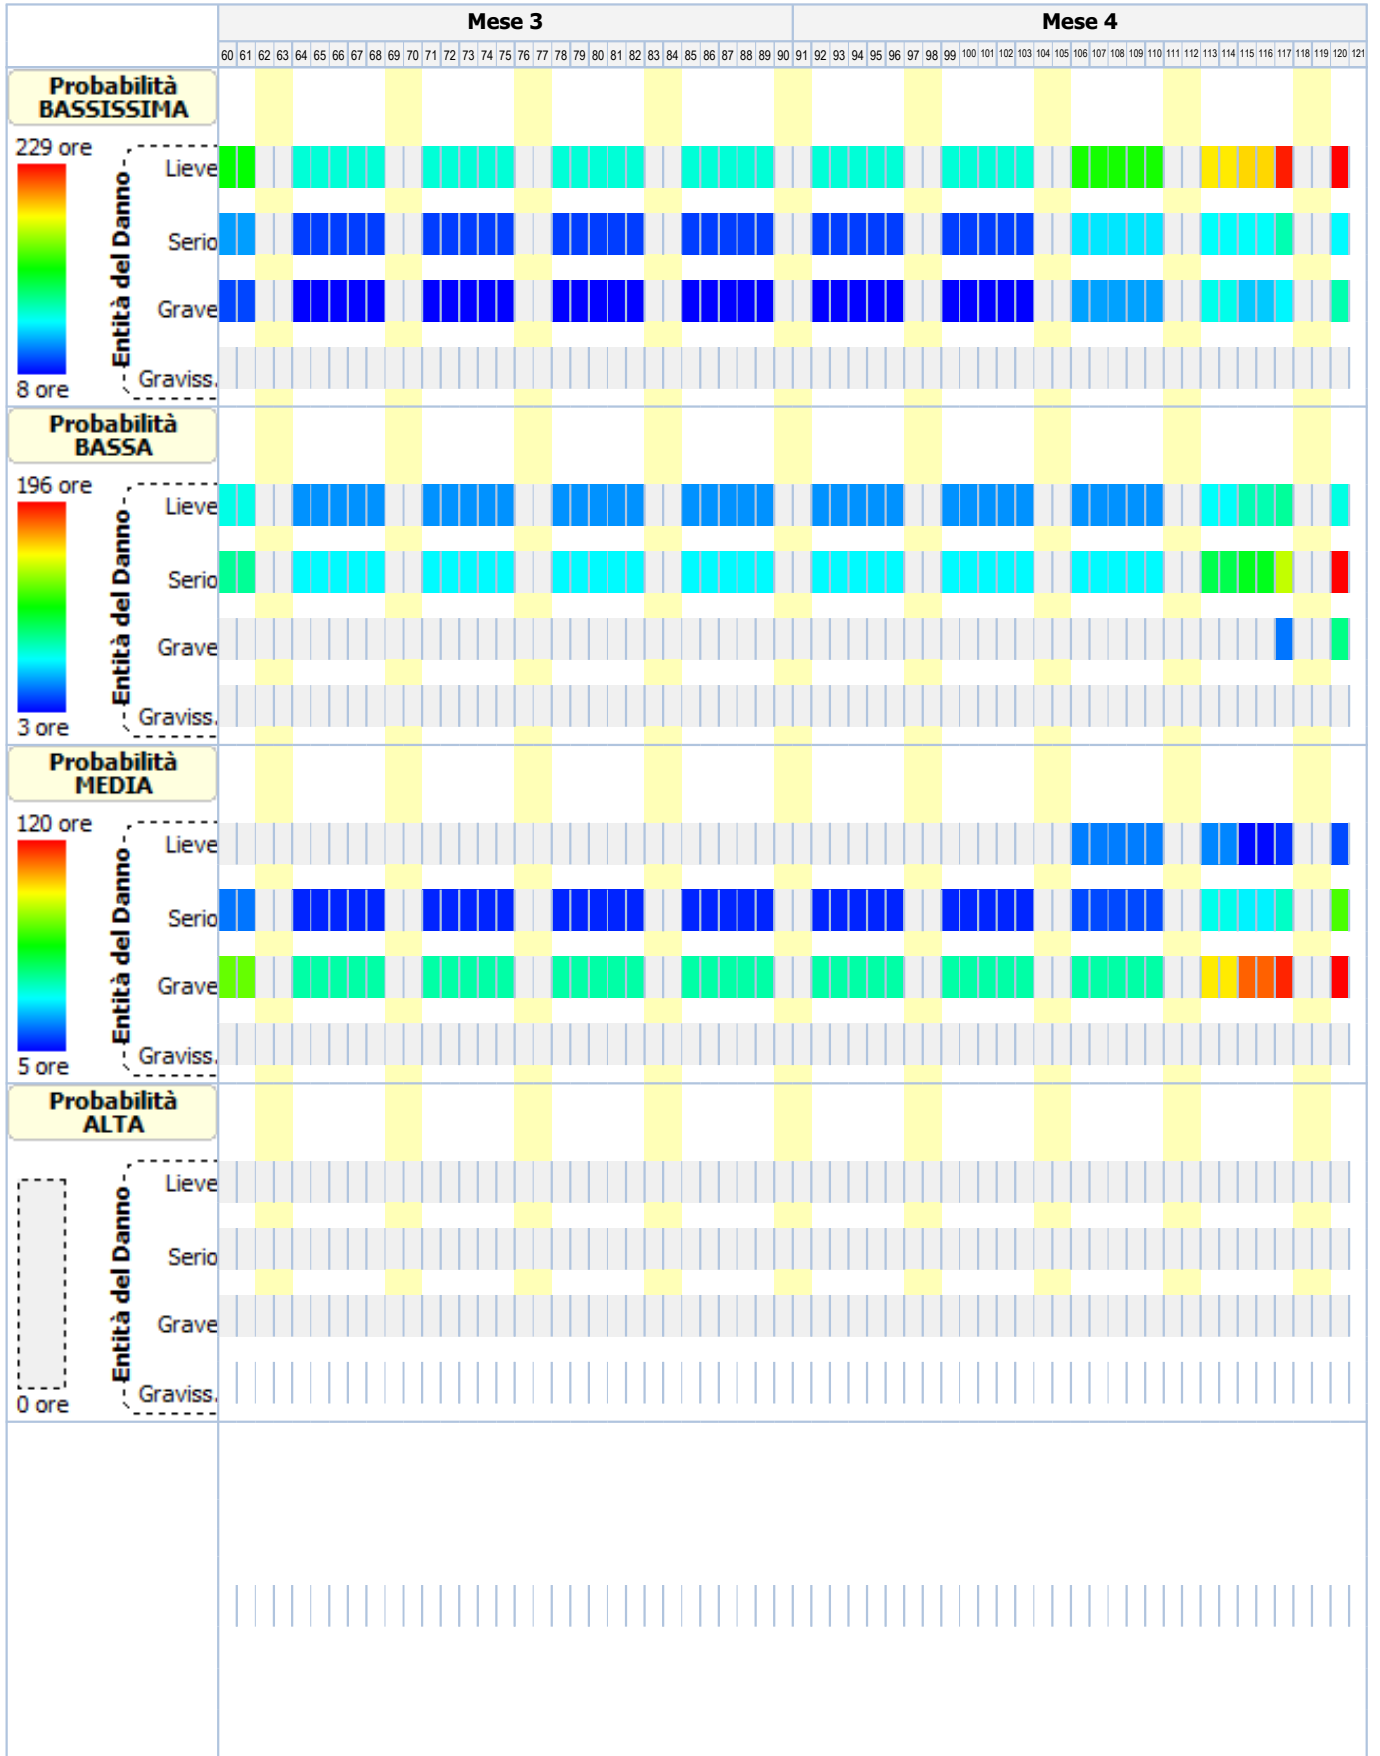 Mese 3 Mese 4
60 61 62 63 64 65 66 67 68 69 70 71 72 73 74 75 76 77 78 79 80 81 82 83 84 85 86 87 88 89 90 91 92 93 94 95 96 97 98 99 100 101 102 103 104 105 106 107 108 109 110 111 112 113 114 115 116 117 118 119 120 121
Probabilità
BASSISSIMA
229 ore
8 ore
Entità del Danno
Lieve
Serio
Grave
Graviss.
Probabilità
BASSA
196 ore
3 ore
Entità del Danno
Lieve
Serio
Grave
Graviss.
Probabilità
MEDIA
120 ore
5 ore
Entità del Danno
Lieve
Serio
Grave
Graviss.
Probabilità
ALTA
0 ore
Entità del Danno
Lieve
Serio
Grave
Graviss.